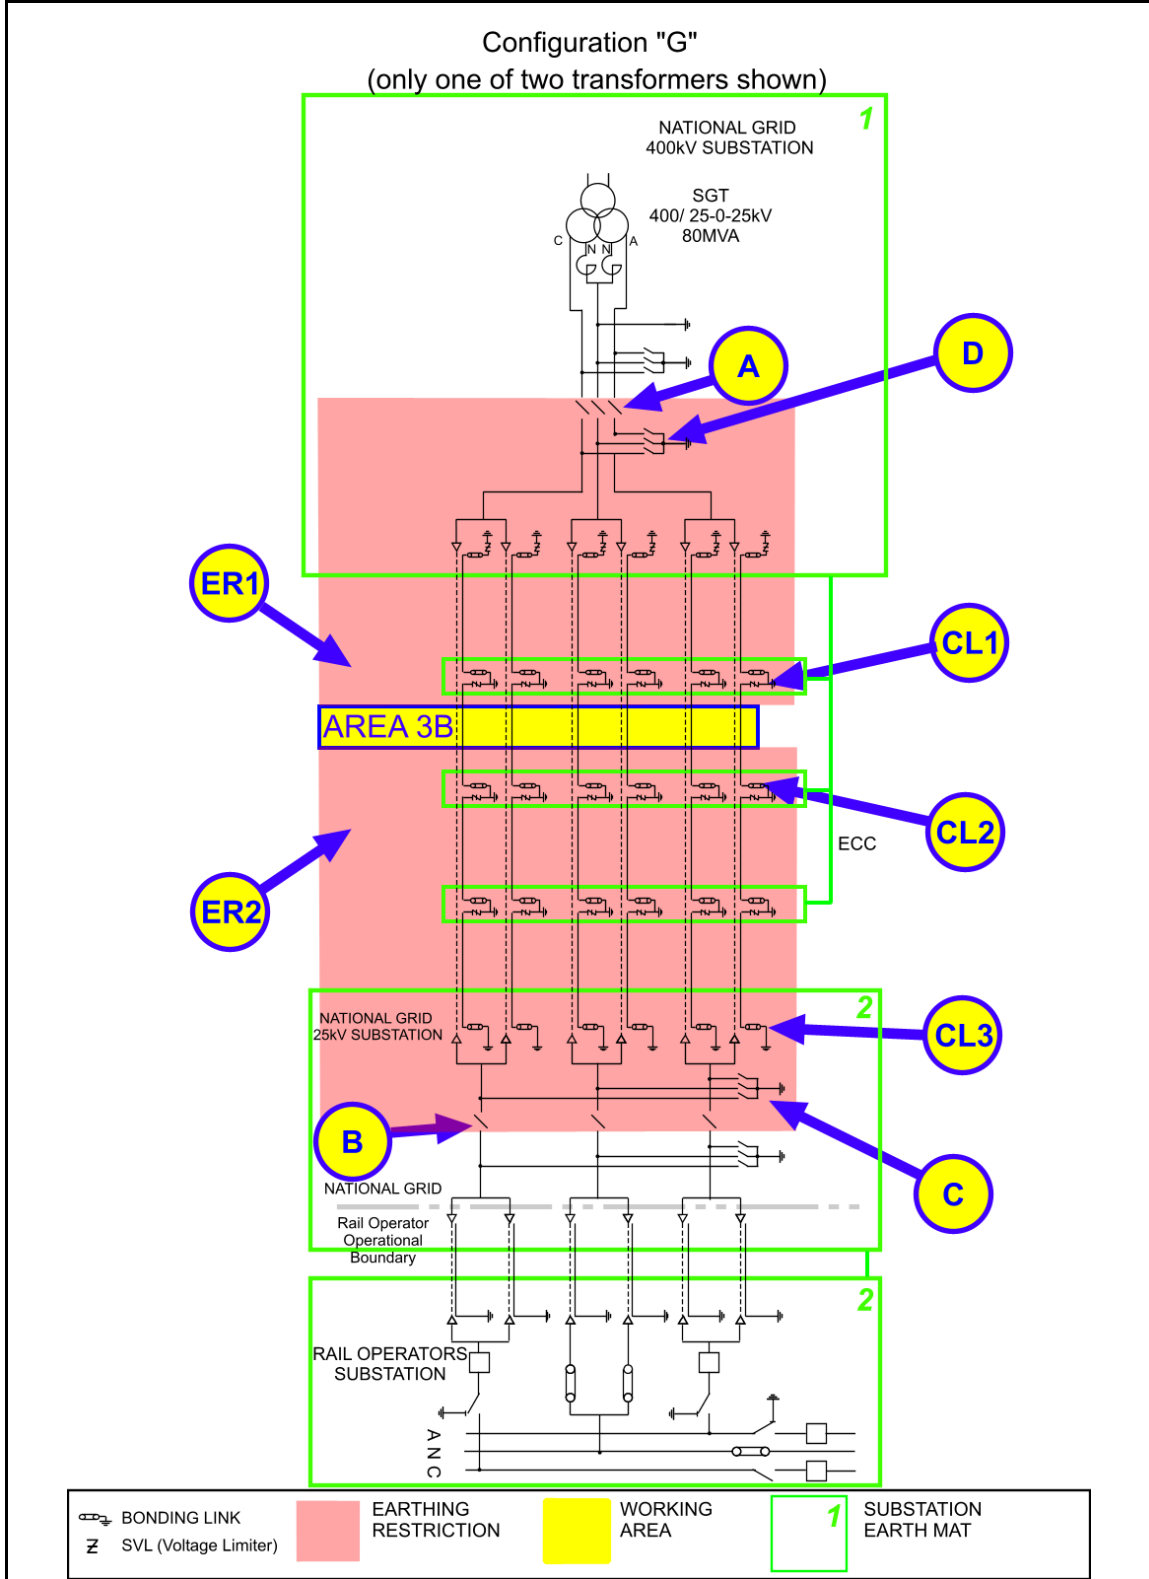 Configuration "G"
(only one of two transformers shown)
1
NATIONAL GRID
400kV SUBSTATION
SGT
400/ 25-0-25kV
80MVA
C
N N
A
A
D
ER1
CL1
AREA 3B
CL2
ECC
ER2
2
NATIONAL GRID
25kV SUBSTATION
CL3
B
C
NATIONAL GRID
Rail Operator
Operational
Boundary
2
RAIL OPERATORS
SUBSTATION
A
N
C
BONDING LINK
SVL (Voltage Limiter)
EARTHING
RESTRICTION
WORKING
AREA
1
SUBSTATION
EARTH MAT